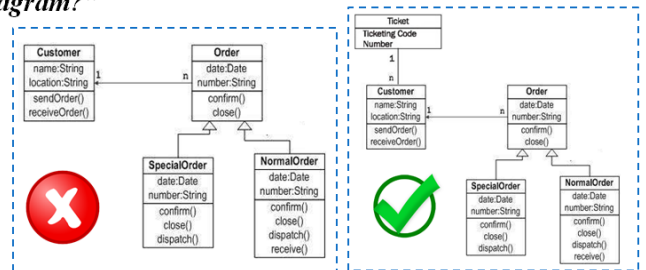 agram?"
Customer
name:String
location:String
sendOrder()
receiveOrder()
1
n
Order
date:Date
number:String
confirm()
close()
SpecialOrder
date:Date
number:String
confirm()
close()
dispatch()
NormalOrder
date:Date
number:String
confirm()
close()
dispatch()
receive()
Ticket
Ticketing Code
Number
1
n
Customer
name:String
location:String
sendOrder()
receiveOrder()
1
n
Order
date:Date
number:String
confirm()
close()
SpecialOrder
date:Date
number:String
confirm()
close()
dispatch()
NormalOrder
date:Date
number:String
confirm()
close()
dispatch()
receive()